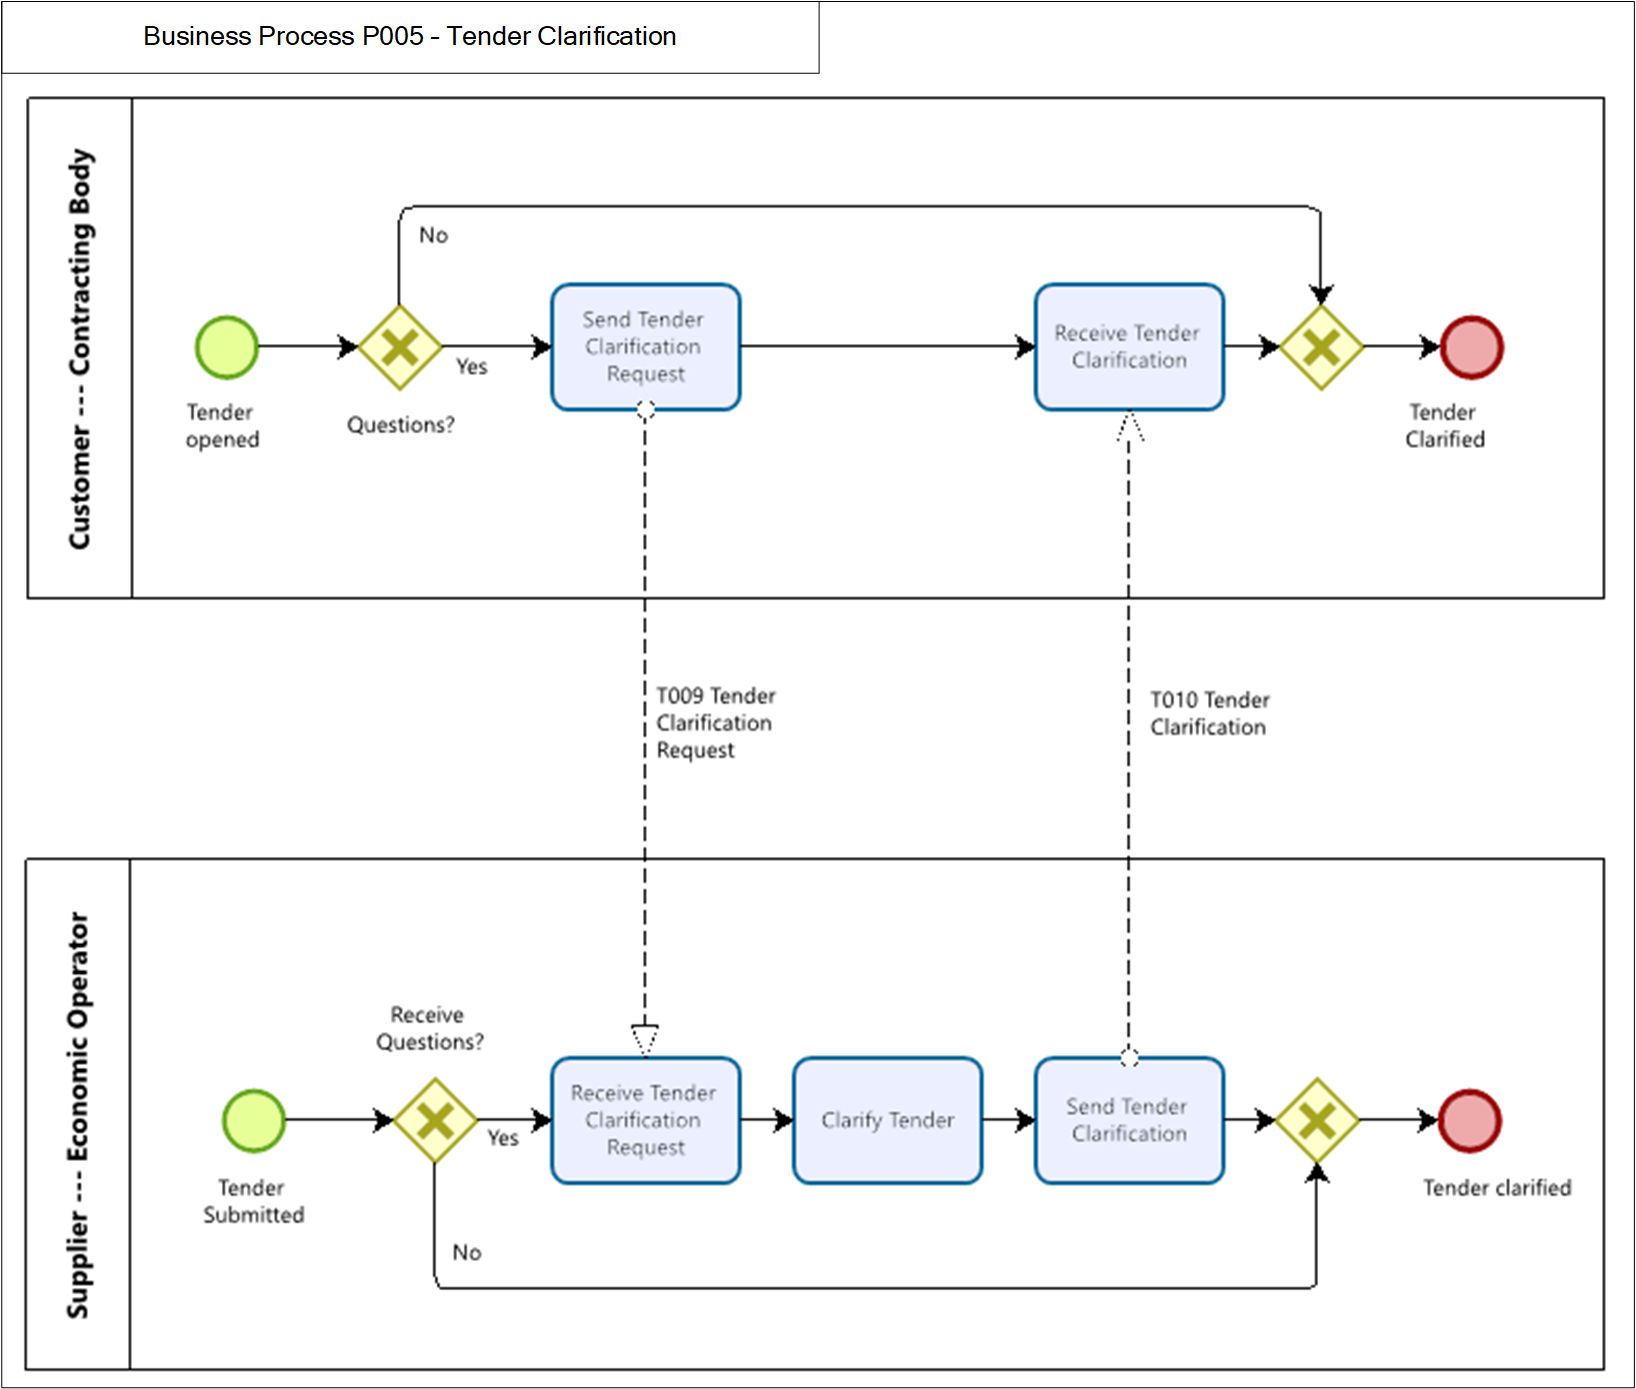 Business Process P005 - Tender Clarification
Customer --- Contracting Body
No
Send Tender
Clarification
Request
Receive Tender
Clarification
Yes
Tender
opened
Questions?
Tender
Clarified
T009 Tender
Clarification
Request
T010 Tender
Clarification
Supplier --- Economic Operator
Receive
Questions?
Receive Tender
Clarification
Request
Clarify Tender
Send Tender
Clarification
Yes
Tender
Submitted
Tender clarified
No